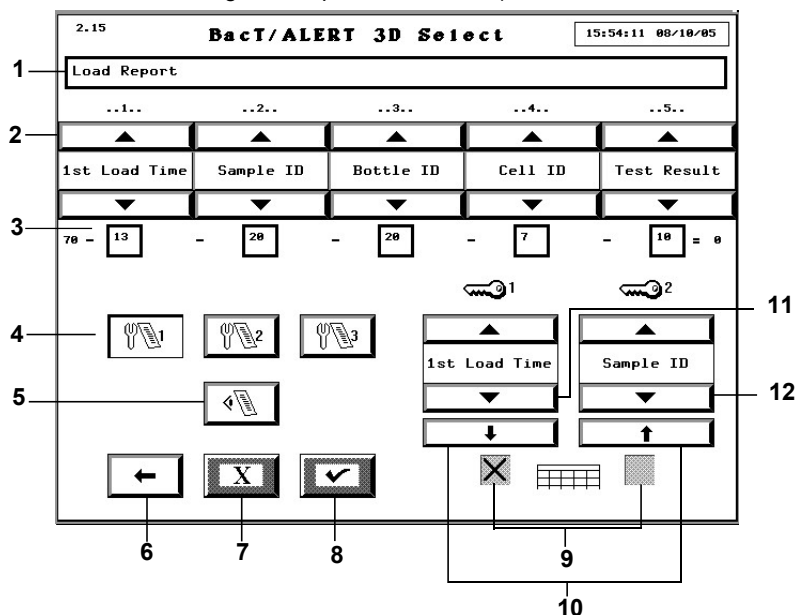 2.15 BacT/ALERT 3D Select 15:54:11 08/10/05
1 Load Report
..1.. ..2.. ..3.. ..4.. ..5..
2
1st Load Time Sample ID Bottle ID Cell ID Test Result
3
70 - 13 - 20 - 20 - 7 - 10 = 0
1 2
11
4 1 2 3
1st Load Time Sample ID
5 12
X
6 7 8 9
10